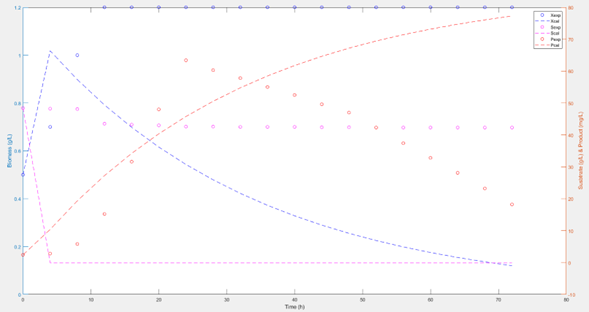 1.2
1
0.8
0.6
0.4
0.2
0
Biomass (g/L)
0
10
20
30
40
50
60
70
80
Time (h)
80
70
60
50
40
30
20
10
0
-10
Substrate (g/L) & Product (mg/L)
Xexp
Xcal
Sexp
Scal
Pexp
Pcal